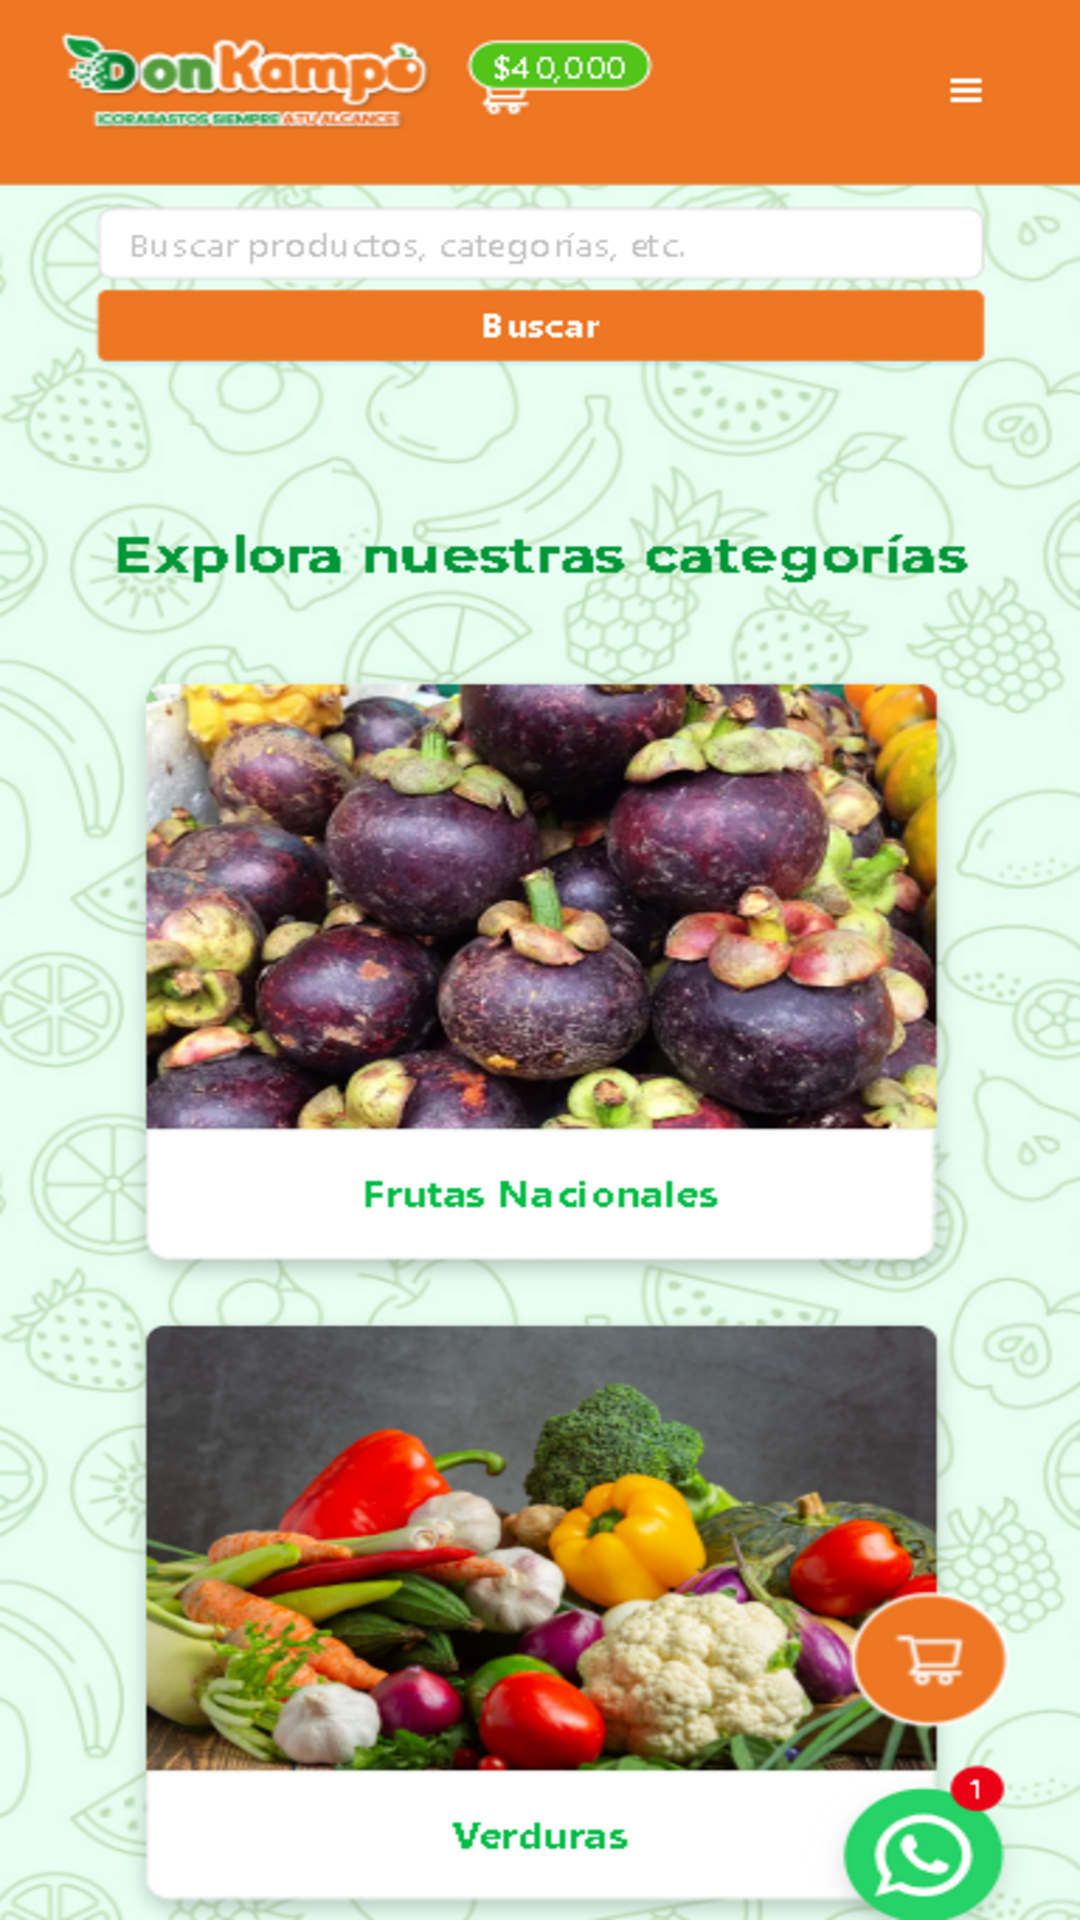 DonKampo
¡CORABASTOS SIEMPRE A TU ALCANCE!
$40,000
Buscar productos, categorías, etc.
Buscar
Explora nuestras categorías
Frutas Nacionales
Verduras
1